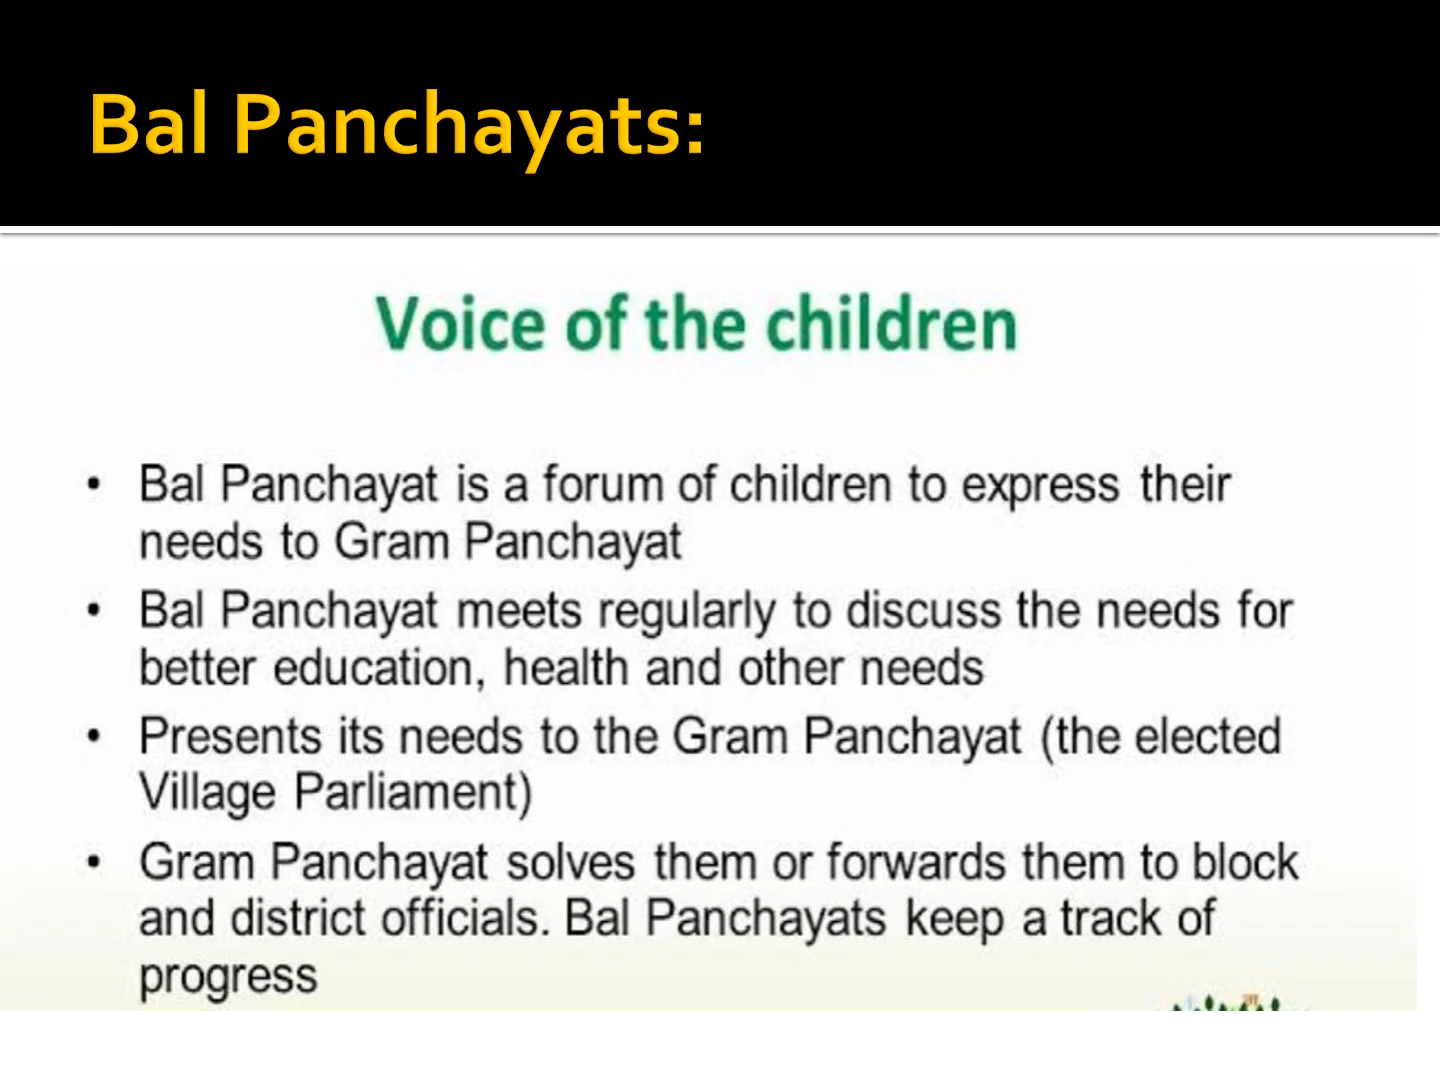 Bal Panchayats:
Voice of the children
• Bal Panchayat is a forum of children to express their
needs to Gram Panchayat
• Bal Panchayat meets regularly to discuss the needs for
better education, health and other needs
• Presents its needs to the Gram Panchayat (the elected
Village Parliament)
• Gram Panchayat solves them or forwards them to block
and district officials. Bal Panchayats keep a track of
progress